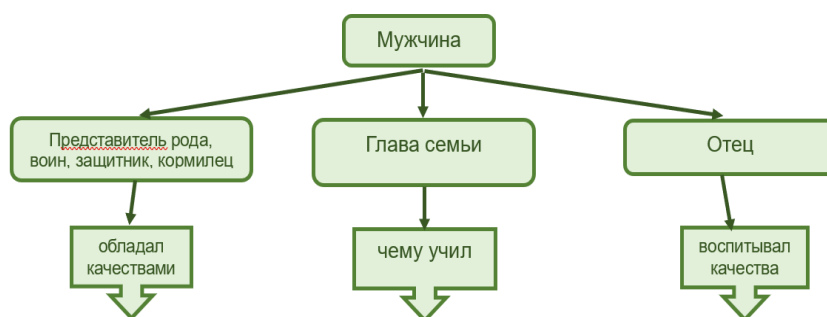 Мужчина
Представитель рода,
воин, защитник, кормилец
Глава семьи
Отец
обладал
качествами
чему учил
воспитывал
качества